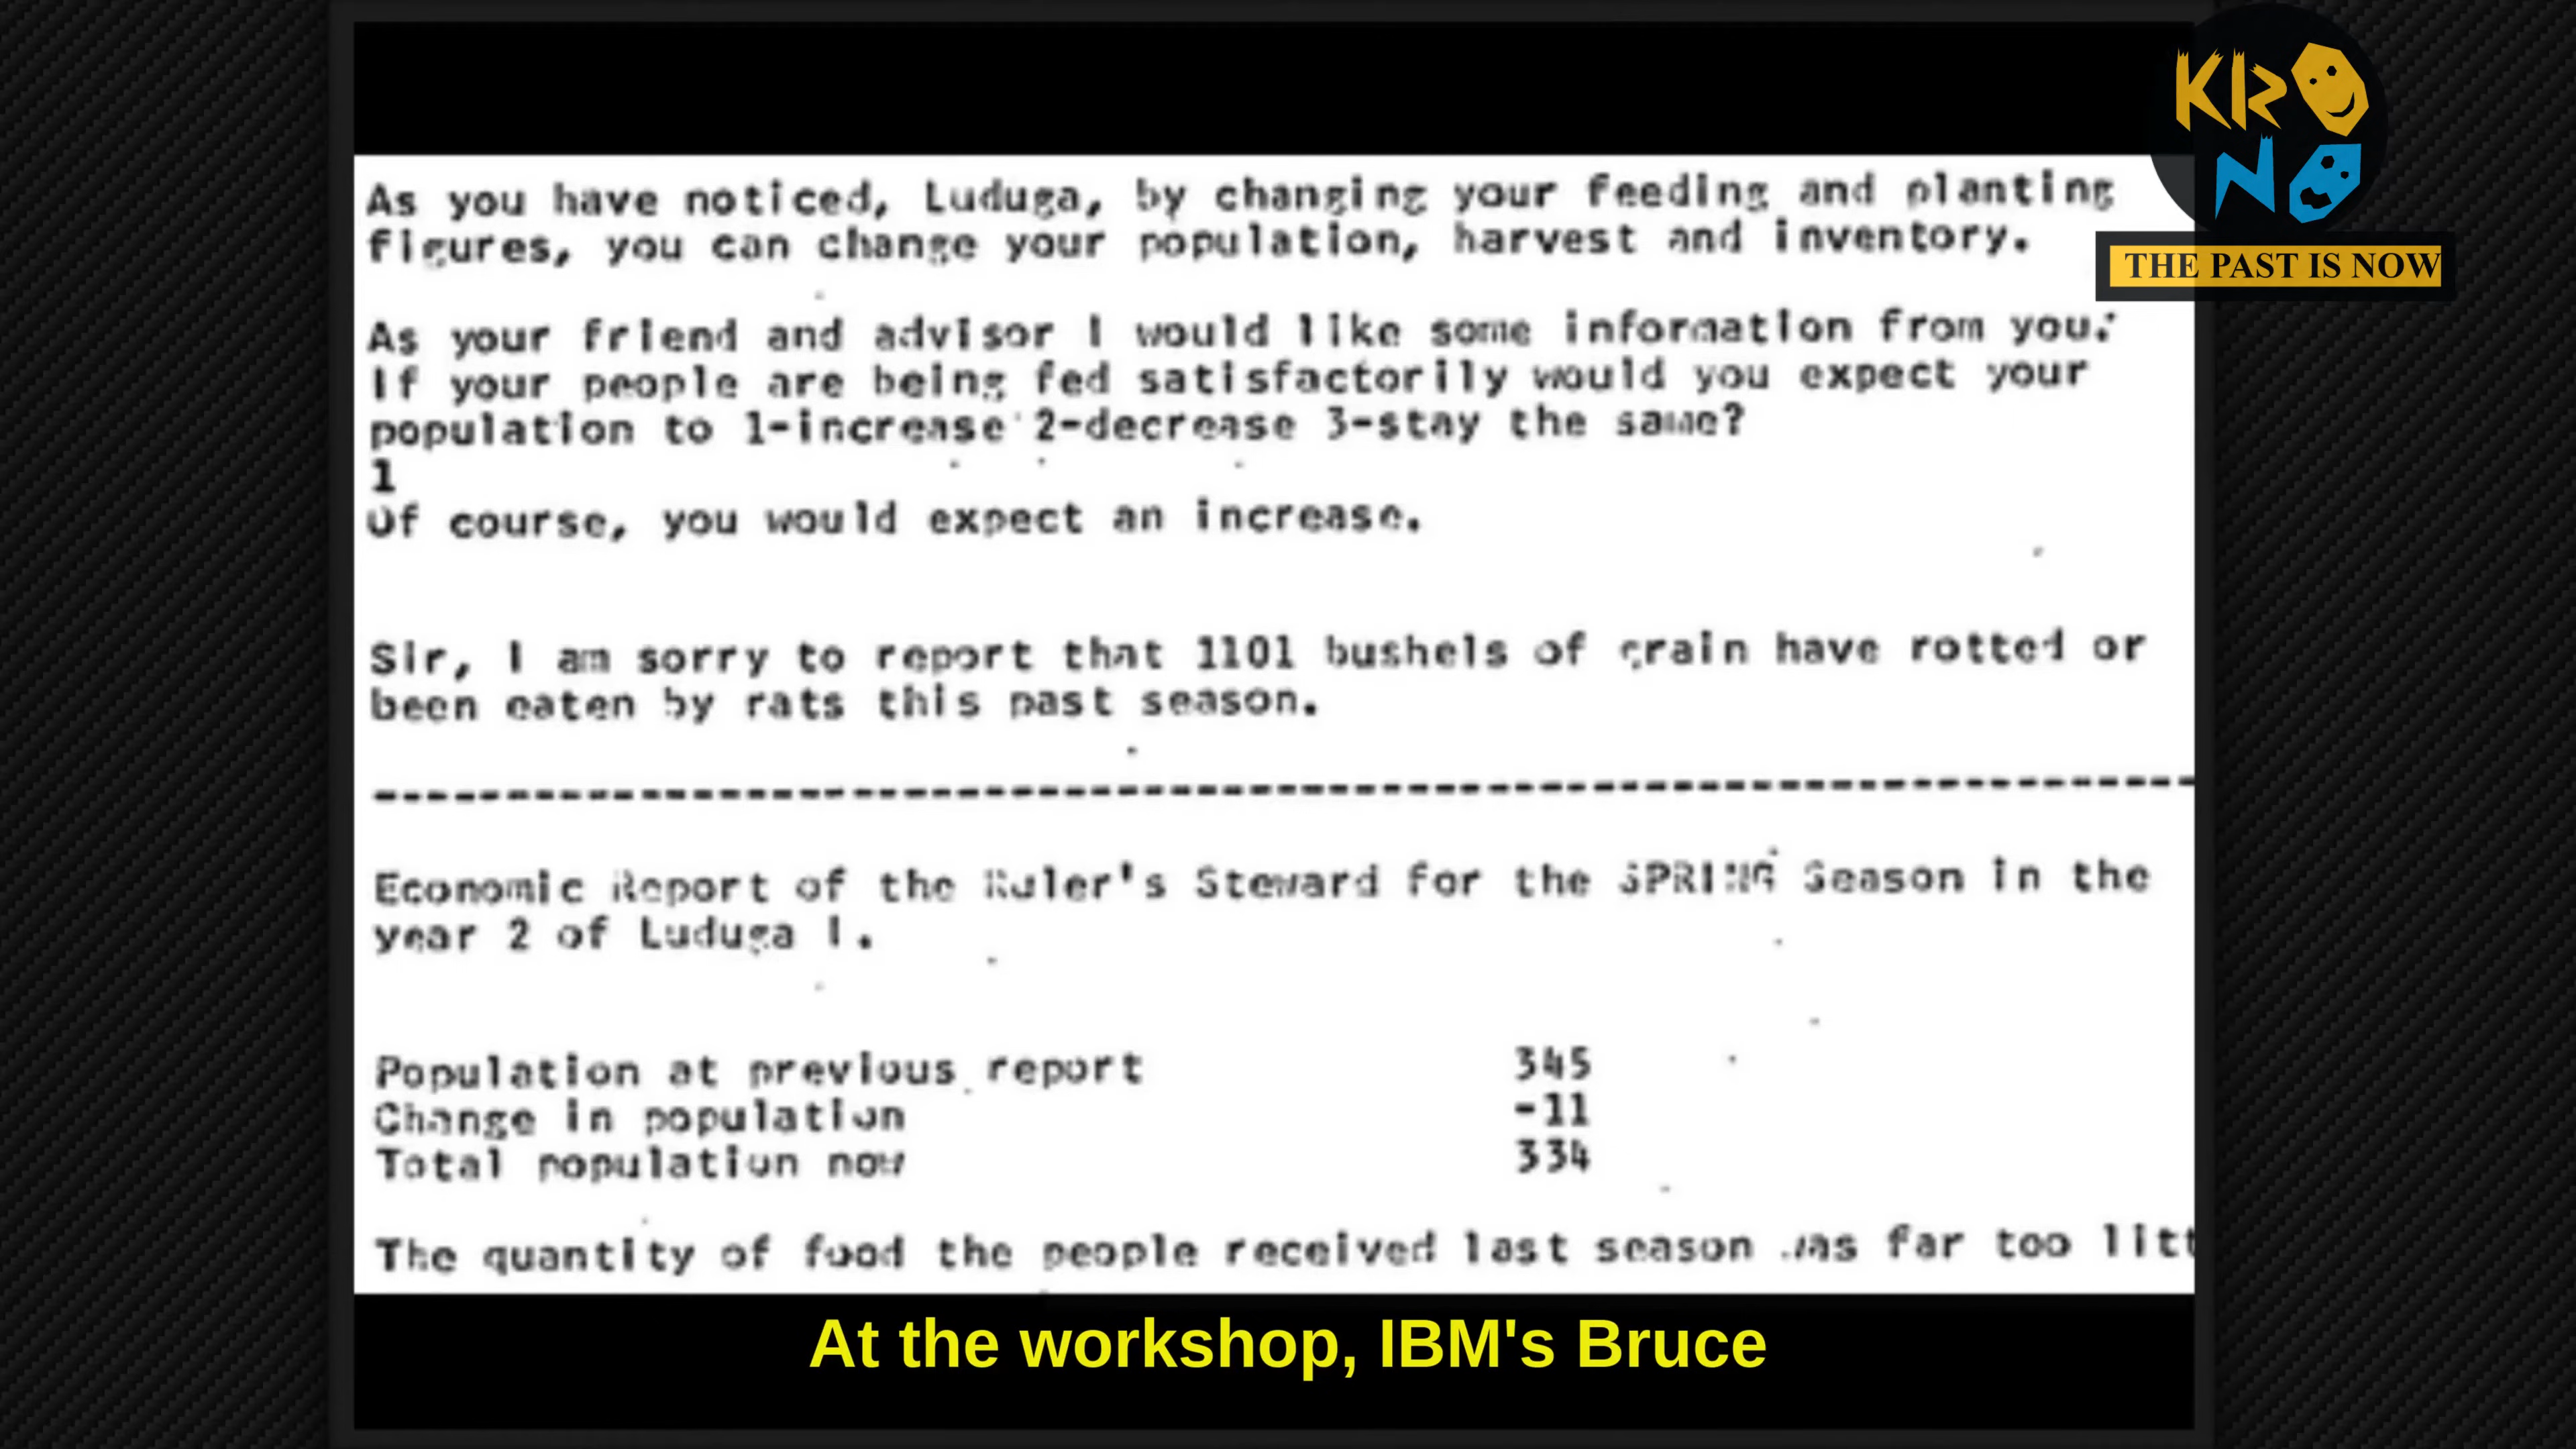 KRONO
THE PAST IS NOW
As you have noticed, Luduga, by changing your feeding and planting
figures, you can change your population, harvest and inventory.
As your friend and advisor I would like some information from you.
If your people are being fed satisfactorily would you expect your
population to 1-increase 2-decrease 3-stay the same?
1
Of course, you would expect an increase.
Sir, I am sorry to report that 1101 bushels of grain have rotted or
been eaten by rats this past season.
--------------------------------------------------------------------
Economic Report of the Ruler's Steward for the SPRING Season in the
year 2 of Luduga I.
Population at previous report 345
Change in population -11
Total population now 334
The quantity of food the people received last season was far too litt
At the workshop, IBM's Bruce